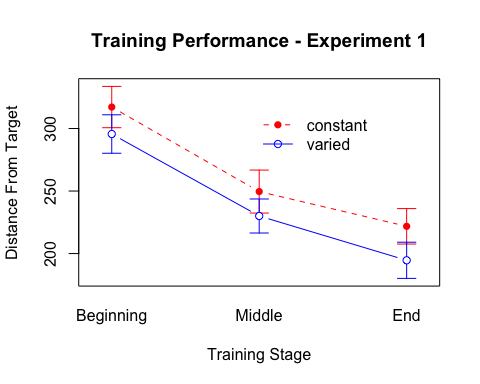 Training Performance - Experiment 1
Distance From Target
300
250
200
constant
varied
Beginning
Middle
End
Training Stage